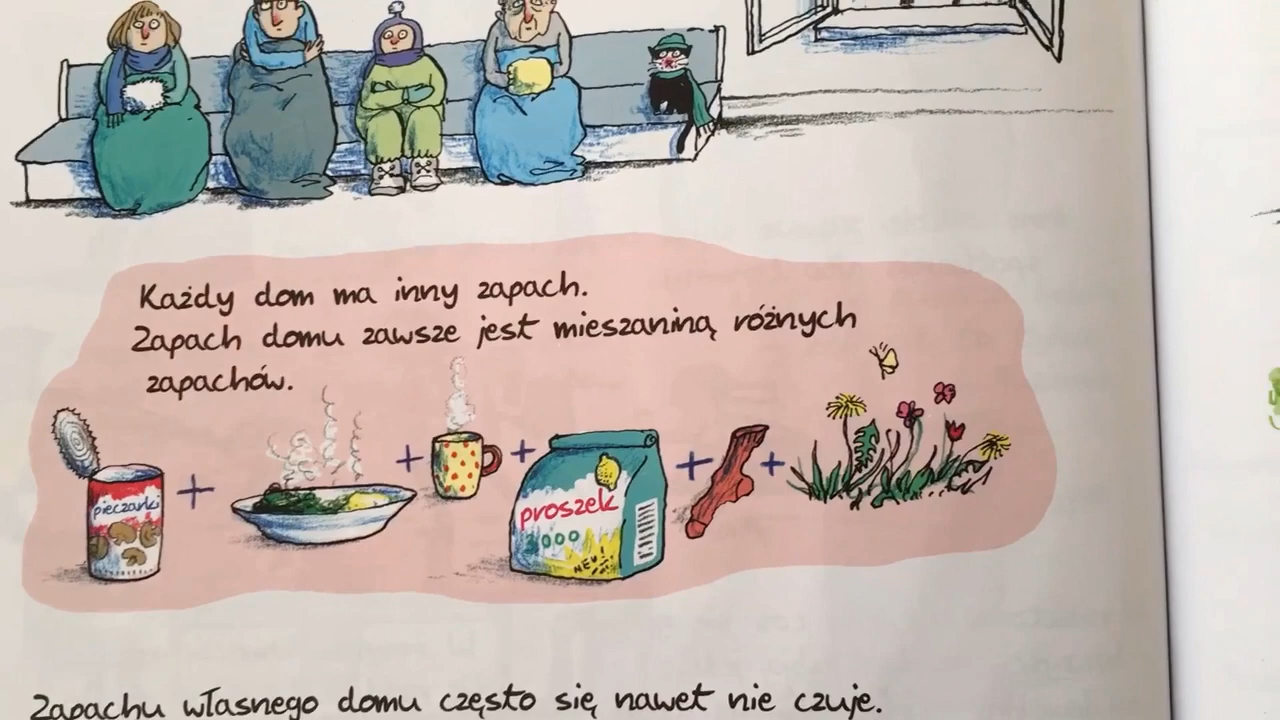 Każdy dom ma inny zapach.
Zapach domu zawsze jest mieszaniną różnych
zapachów.
pieczarki
proszek
2000
NEW!
Zapachu własnego domu często się nawet nie czuje.